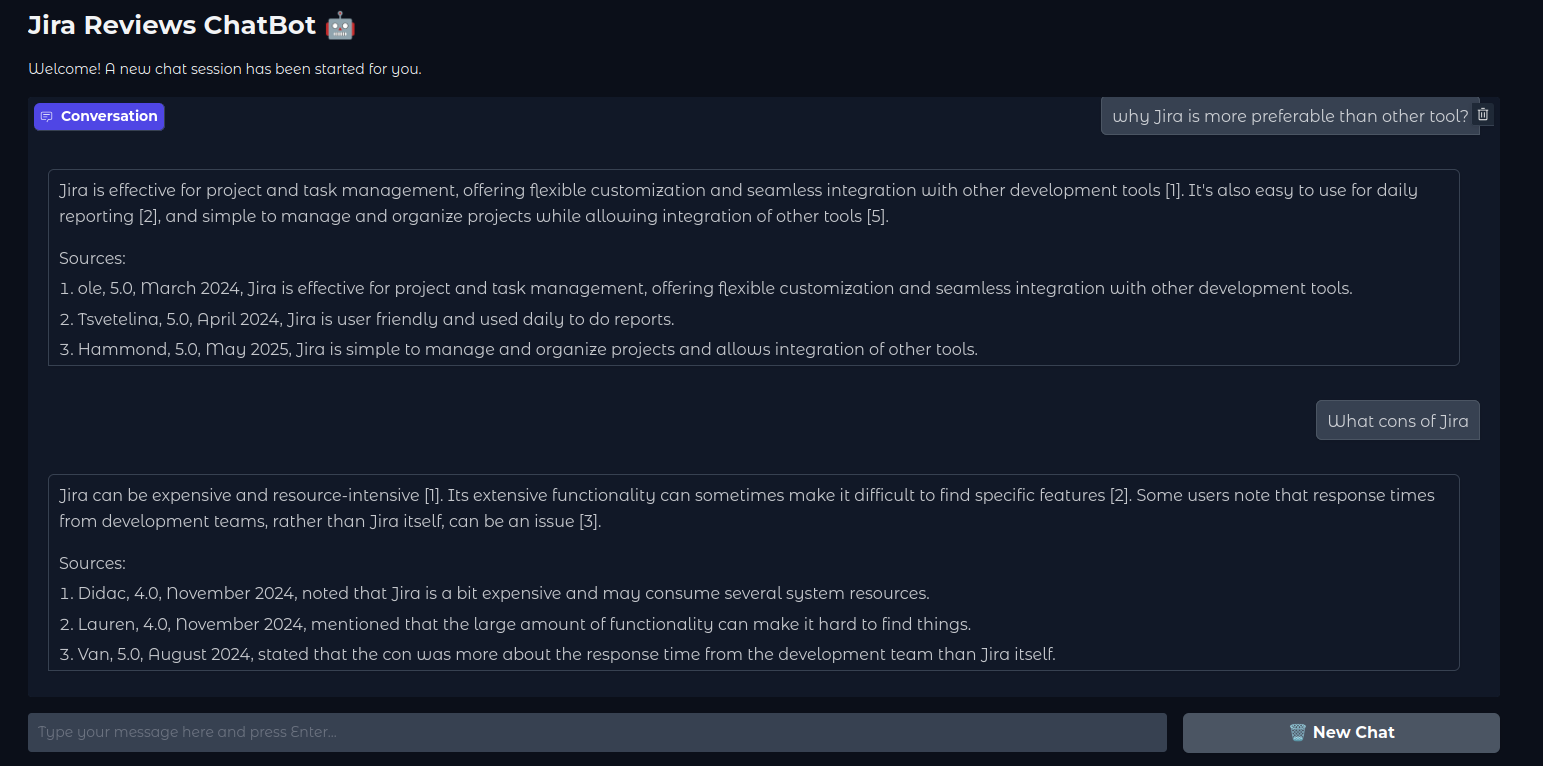 Jira Reviews ChatBot 🤖
Welcome! A new chat session has been started for you.
Conversation
why Jira is more preferable than other tool?
Jira is effective for project and task management, offering flexible customization and seamless integration with other development tools [1]. It's also easy to use for daily
reporting [2], and simple to manage and organize projects while allowing integration of other tools [5].
Sources:
1. ole, 5.0, March 2024, Jira is effective for project and task management, offering flexible customization and seamless integration with other development tools.
2. Tsvetelina, 5.0, April 2024, Jira is user friendly and used daily to do reports.
3. Hammond, 5.0, May 2025, Jira is simple to manage and organize projects and allows integration of other tools.
What cons of Jira
Jira can be expensive and resource-intensive [1]. Its extensive functionality can sometimes make it difficult to find specific features [2]. Some users note that response times
from development teams, rather than Jira itself, can be an issue [3].
Sources:
1. Didac, 4.0, November 2024, noted that Jira is a bit expensive and may consume several system resources.
2. Lauren, 4.0, November 2024, mentioned that the large amount of functionality can make it hard to find things.
3. Van, 5.0, August 2024, stated that the con was more about the response time from the development team than Jira itself.
Type your message here and press Enter...
🗑️ New Chat